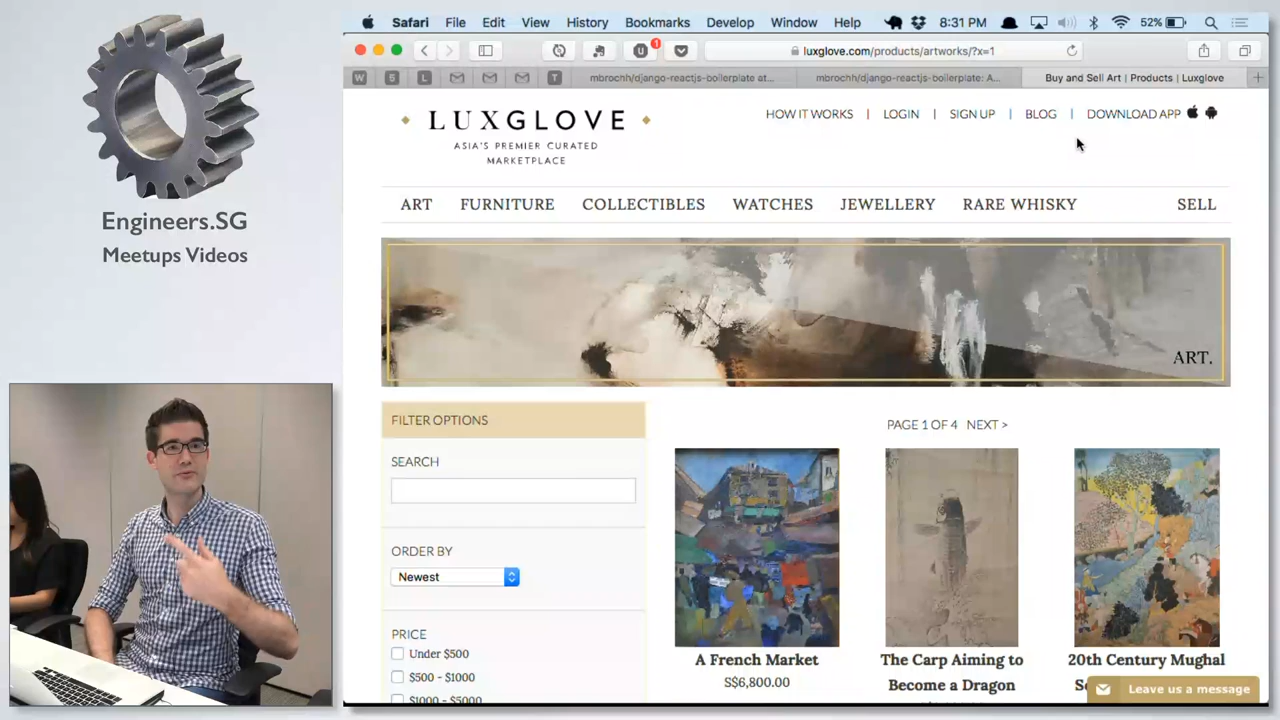 Engineers.SG
Meetups Videos
Safari File Edit View History Bookmarks Develop Window Help 8:31 PM 52%
1
luxglove.com/products/artworks/?x=1
W 5 L T mbrochh/django-reactjs-boilerplate at... mbrochh/django-reactjs-boilerplate: A... Buy and Sell Art | Products | Luxglove
LUXGLOVE
ASIA'S PREMIER CURATED
MARKETPLACE
HOW IT WORKS | LOGIN | SIGN UP | BLOG | DOWNLOAD APP
ART FURNITURE COLLECTIBLES WATCHES JEWELLERY RARE WHISKY SELL
ART.
FILTER OPTIONS
SEARCH
ORDER BY
Newest
PRICE
Under $500
$500 - $1000
$1000 - $5000
PAGE 1 OF 4 NEXT >
A French Market
S$6,800.00
The Carp Aiming to
Become a Dragon
20th Century Mughal
Leave us a message